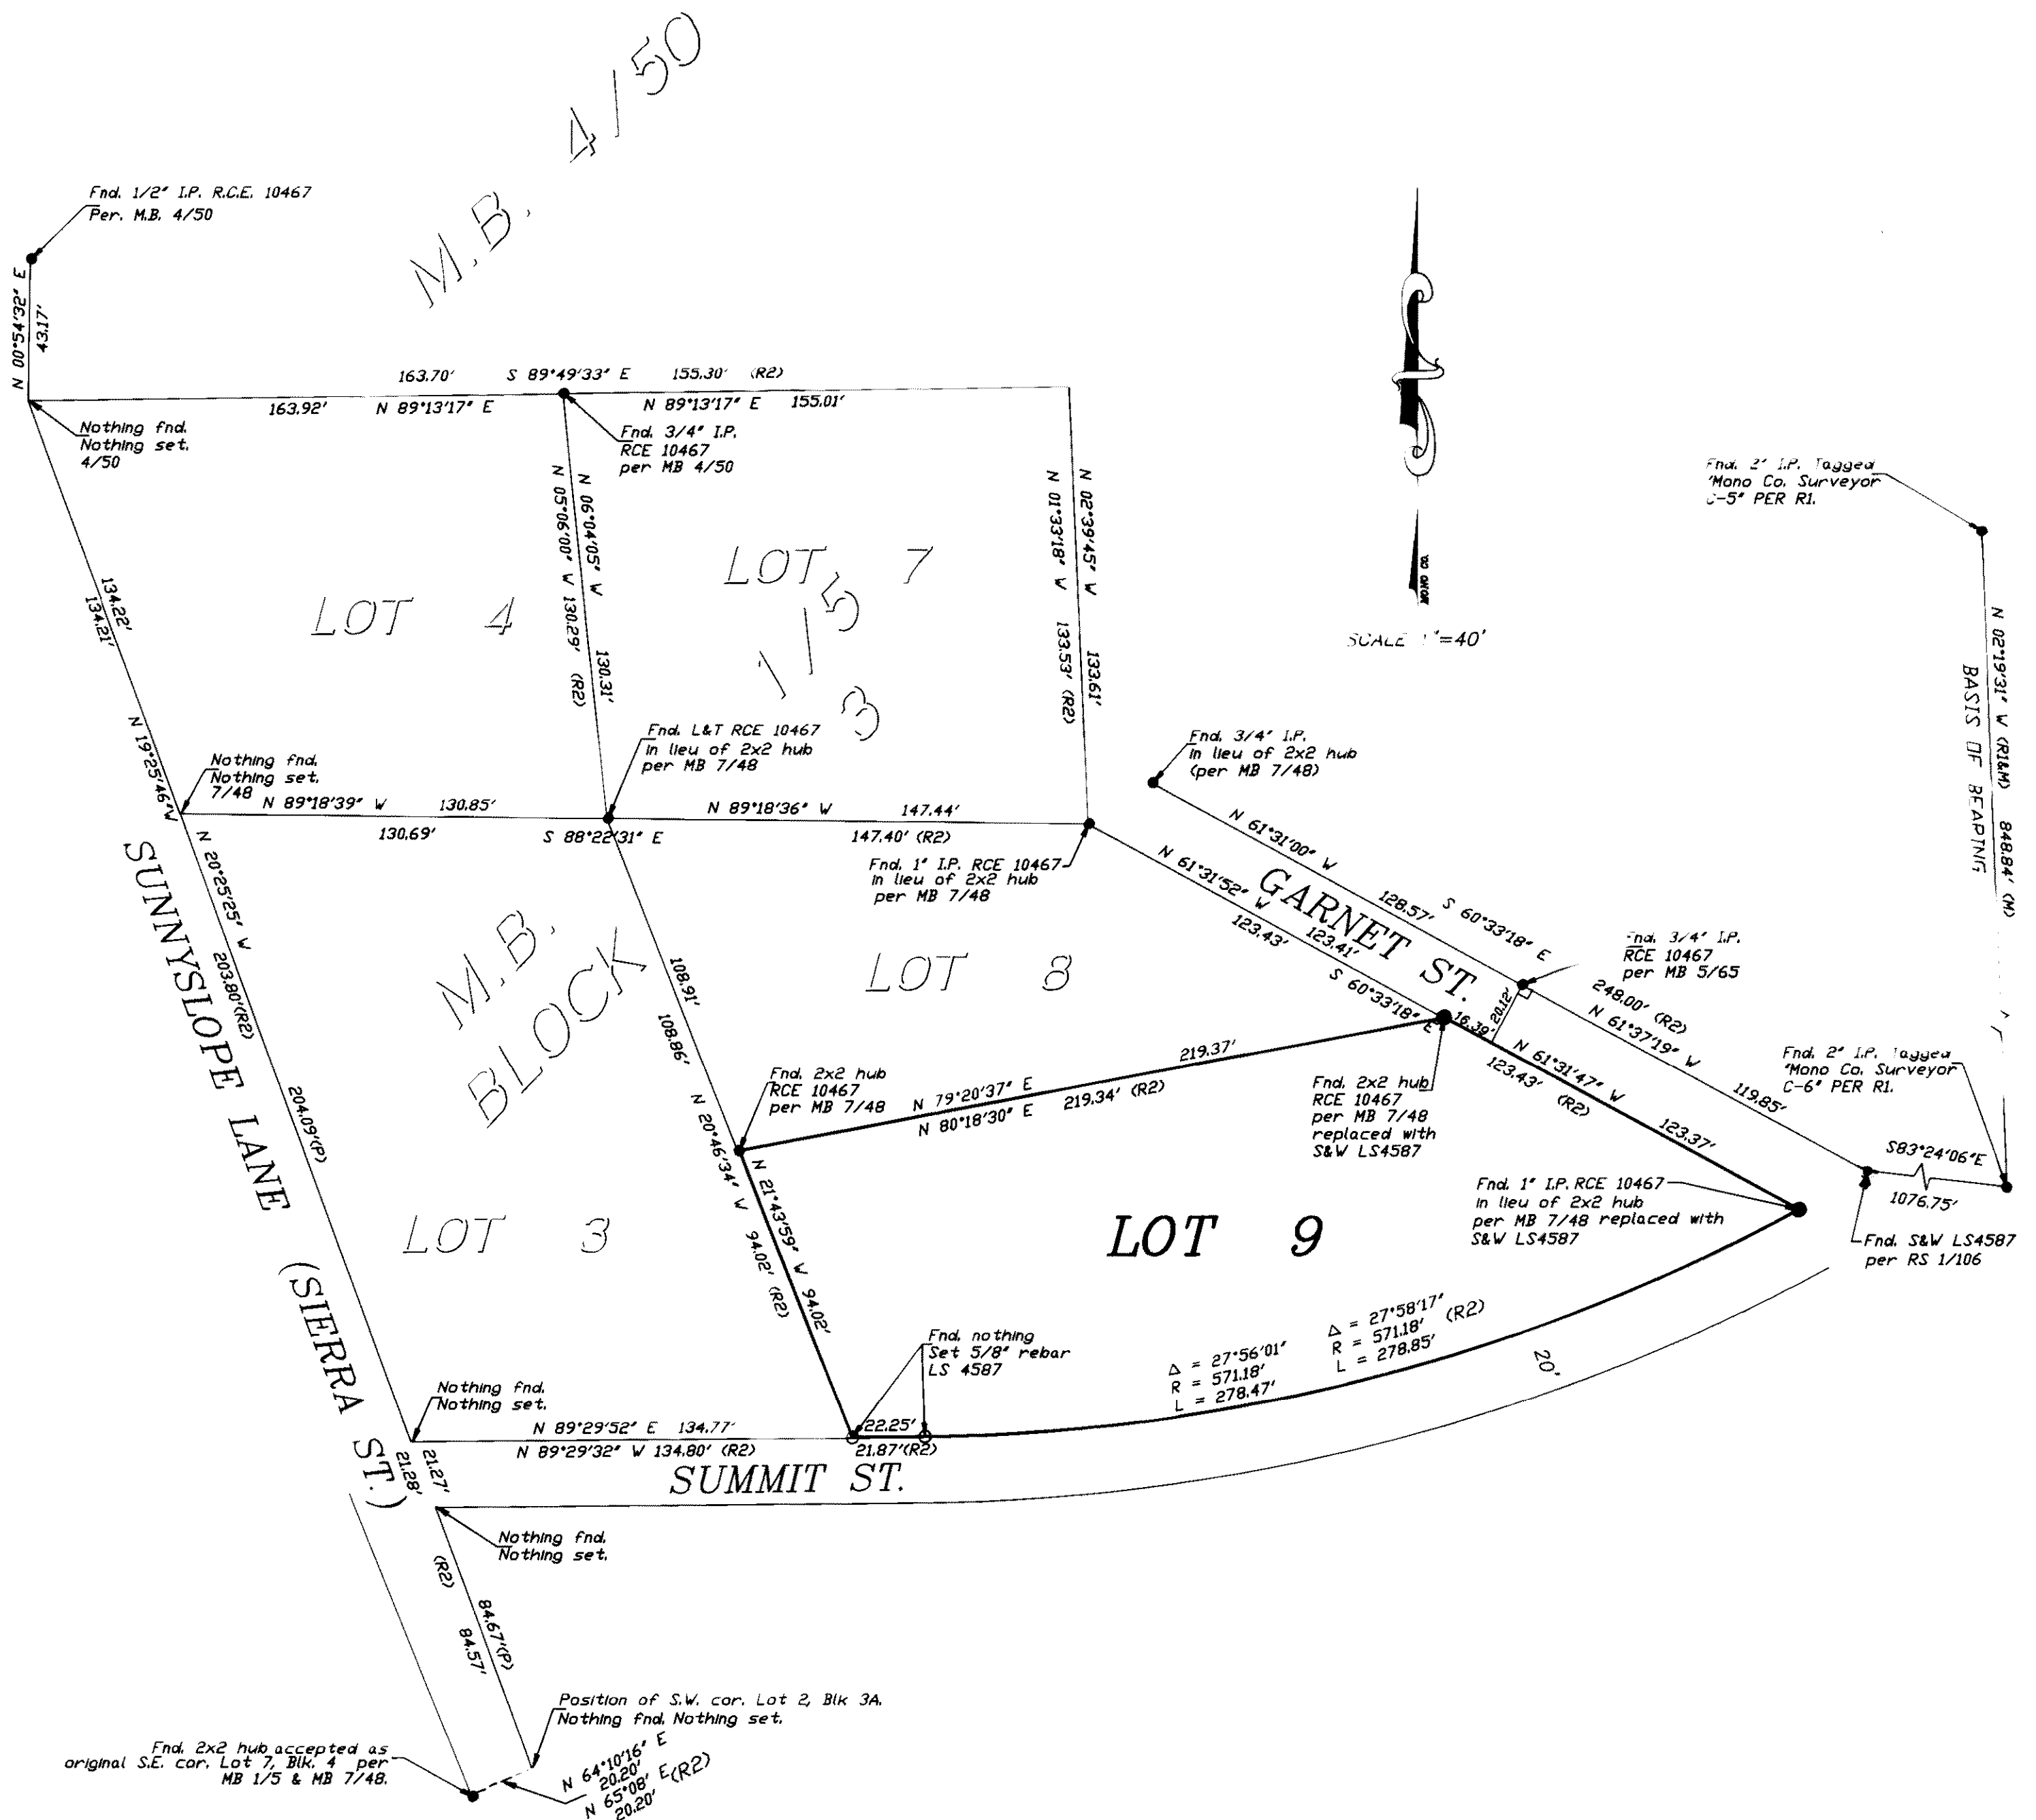 M.B. 4/50
Fnd. 1/2" I.P. R.C.E. 10467
Per. M.B. 4/50
N 00°54'32" E
43.17'
163.70' S 89°49'33" E 155.30' (R2)
163.92' N 89°13'17" E
N 89°13'17" E 155.01'
Nothing fnd.
Nothing set.
4/50
Fnd. 3/4" I.P.
RCE 10467
per MB 4/50
N 05°06'00" W 130.29' (R2)
N 06°04'05" W 130.31'
N 01°33'18" W 133.53' (R2)
N 02°39'45" W 133.61'
SCALE 1"=40'
Fnd. 2" I.P. Tagged
"Mono Co. Surveyor
C-5" PER R1.
N 02°19'31" W (R1&M) 848.84' (M)
BASIS OF BEARING
LOT 4
LOT 7
M.B. 1/5
BLOCK 3
134.22'
134.21'
N 19°25'46" W
Nothing fnd.
Nothing set.
7/48
Fnd. L&T RCE 10467
in lieu of 2x2 hub
per MB 7/48
N 89°18'39" W 130.85'
130.69' S 88°22'31" E 147.40' (R2)
N 89°18'36" W 147.44'
Fnd. 1" I.P. RCE 10467
in lieu of 2x2 hub
per MB 7/48
Fnd. 3/4" I.P.
in lieu of 2x2 hub
(per MB 7/48)
N 61°31'00" W 128.57'
S 60°33'18" E 248.00' (R2)
GARNET ST.
N 61°31'52" W 123.41'
123.43' S 60°33'18" E
Fnd. 3/4" I.P.
RCE 10467
per MB 5/65
20.12'
16.39'
N 61°37'19" W 119.85'
N 61°31'47" W 123.37'
123.43'
(R2)
Fnd. 2" I.P. Tagged
"Mono Co. Surveyor
C-6" PER R1.
S83°24'06"E
1076.75'
Fnd. S&W LS4587
per RS 1/106
N 20°25'25" W 203.80'(R2)
204.09'(P)
SUNNYSLOPE LANE (SIERRA ST.)
LOT 8
108.91'
108.86'
Fnd. 2x2 hub
RCE 10467
per MB 7/48
N 79°20'37" E 219.37'
N 80°18'30" E 219.34' (R2)
Fnd. 2x2 hub
RCE 10467
per MB 7/48
replaced with
S&W LS4587
Fnd. 1" I.P. RCE 10467
in lieu of 2x2 hub
per MB 7/48 replaced with
S&W LS4587
N 20°46'34" W 94.02' (R2)
N 21°43'59" W 94.02'
LOT 3
LOT 9
Fnd. nothing
Set 5/8" rebar
LS 4587
Δ = 27°56'01"
R = 571.18'
L = 278.47'
Δ = 27°58'17"
R = 571.18' (R2)
L = 278.85'
20'
Nothing fnd.
Nothing set.
N 89°29'52" E 134.77'
N 89°29'32" W 134.80' (R2)
22.25'
21.87'(R2)
SUMMIT ST.
21.28'
21.27'
Nothing fnd.
Nothing set.
(R2)
84.67'(P)
84.57'
Position of S.W. cor. Lot 2, Blk 3A.
Nothing fnd. Nothing set.
N 64°10'16" E
20.20'
N 65°08' E(R2)
20.20'
Fnd. 2x2 hub accepted as
original S.E. cor. Lot 7, Blk. 4 per
MB 1/5 & MB 7/48.